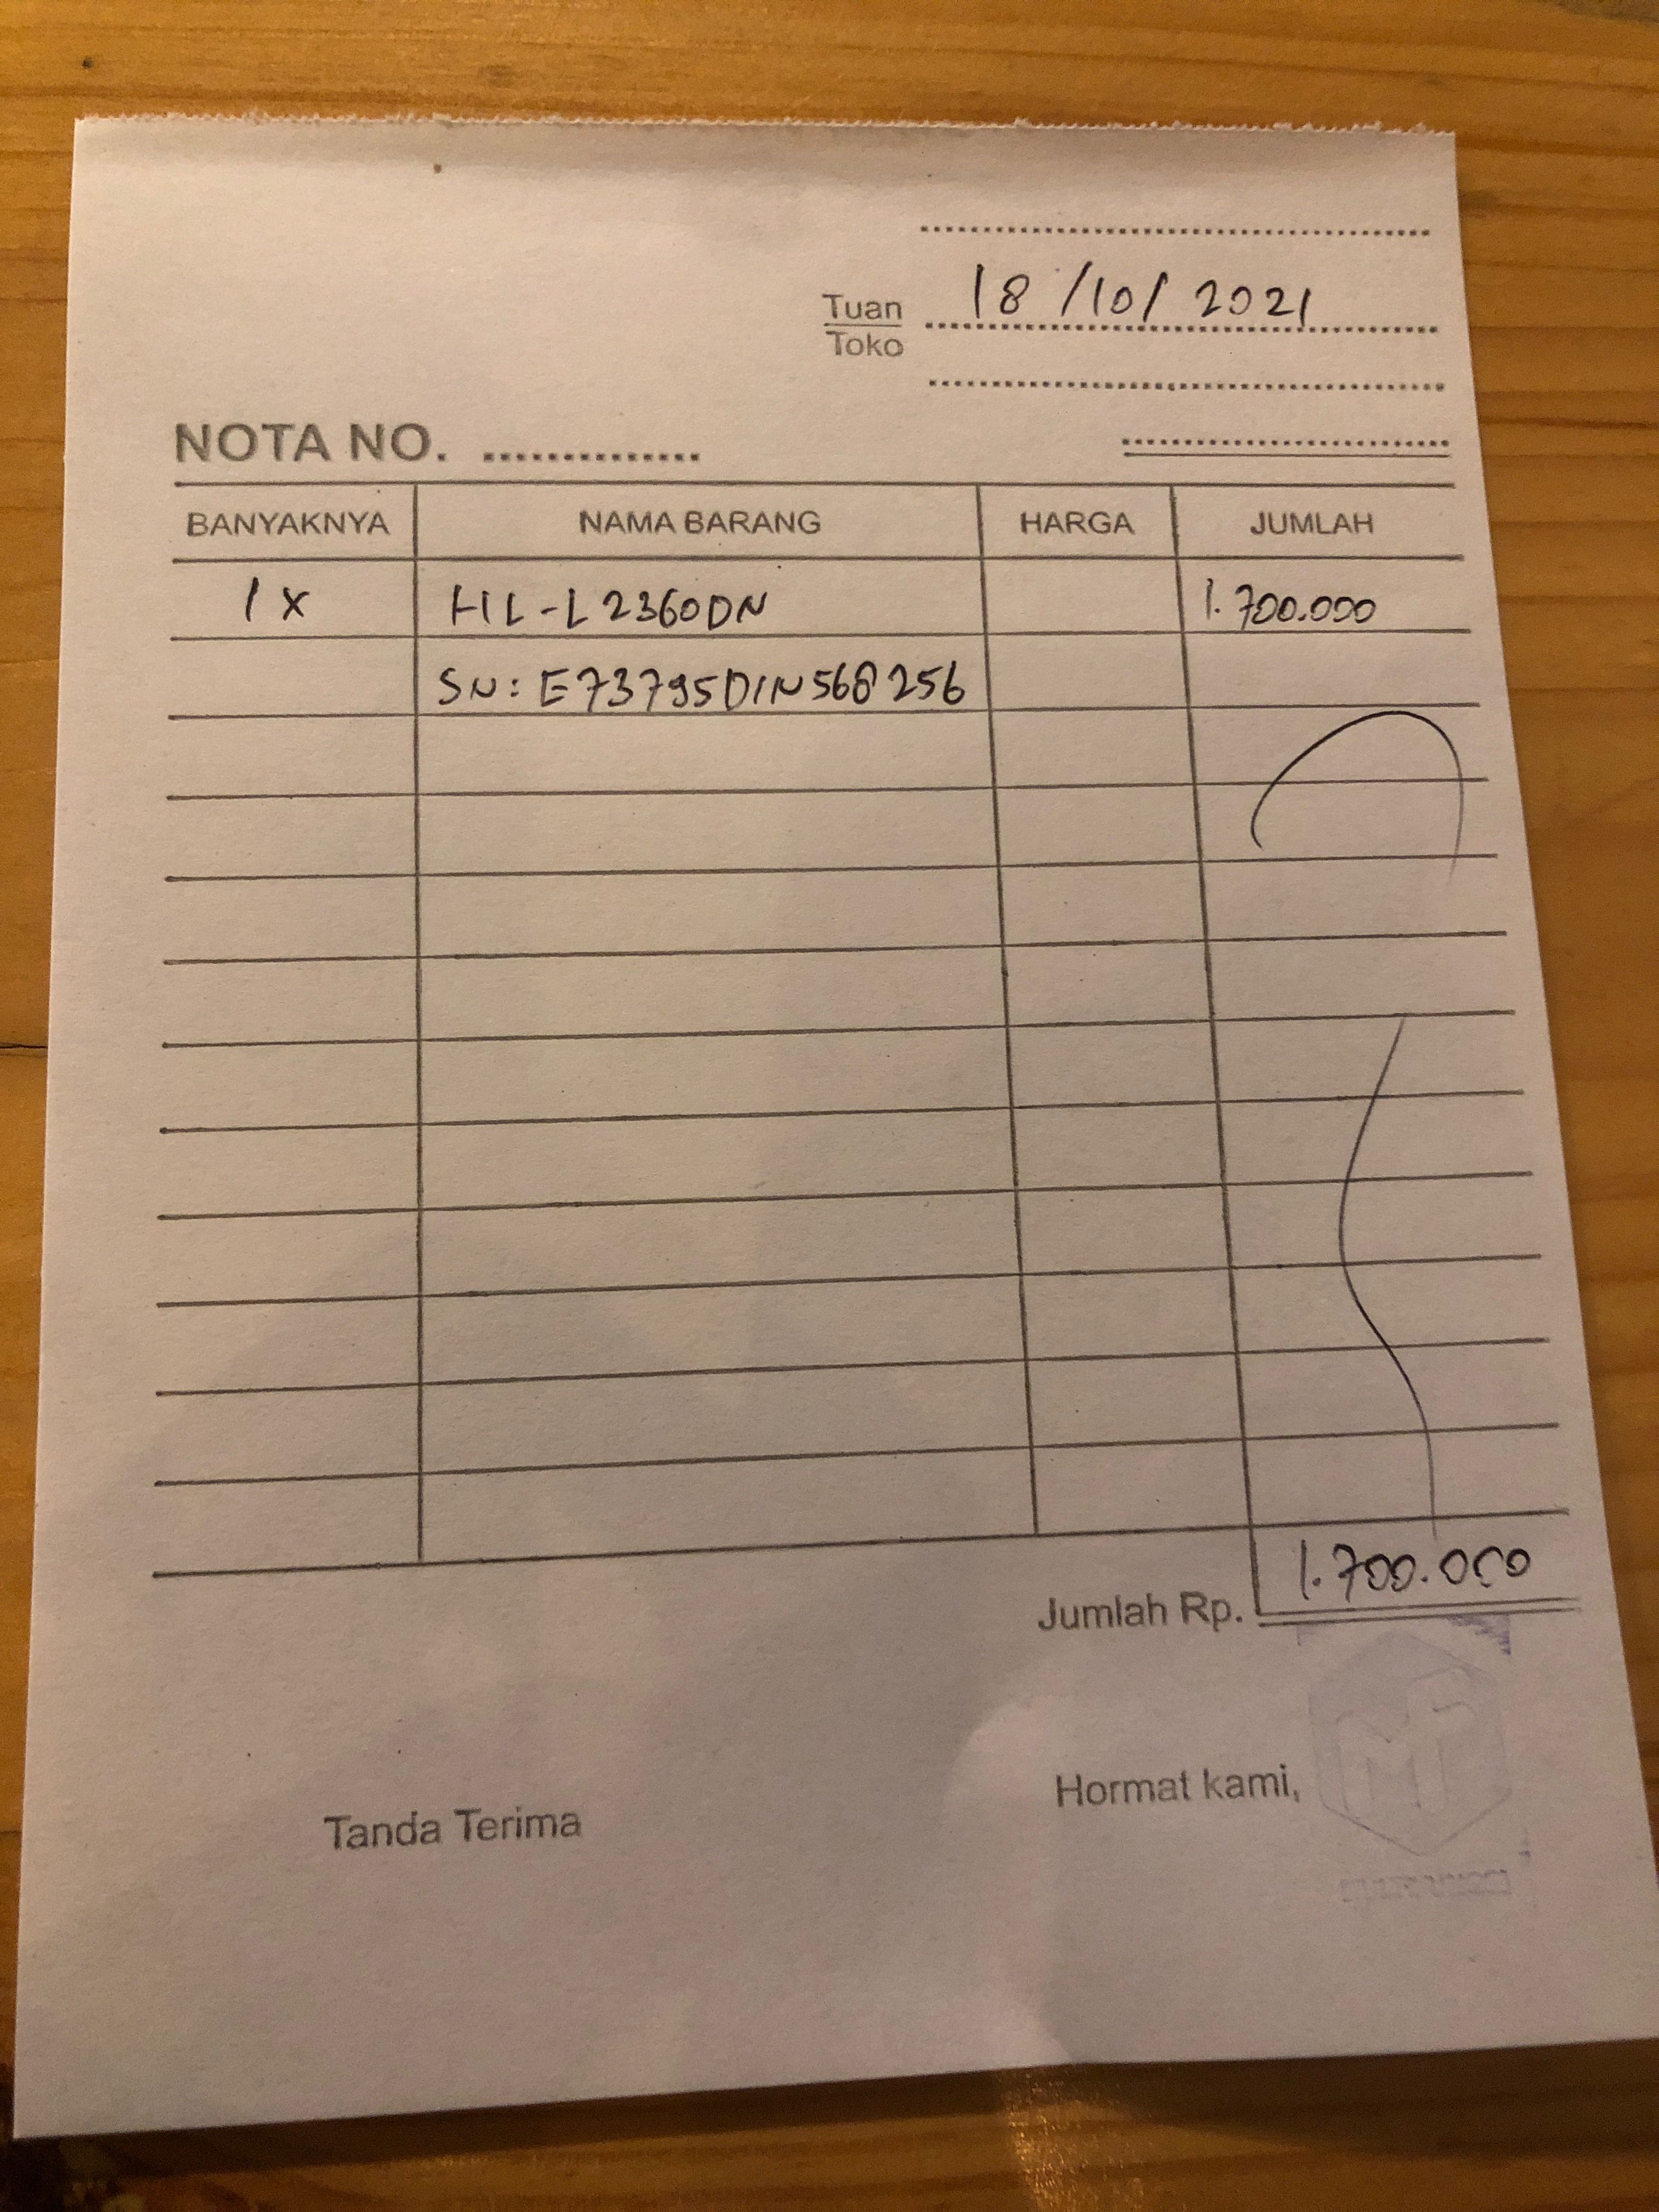 18/10/2021
Tuan
Toko
NOTA NO. ..............
BANYAKNYA NAMA BARANG HARGA JUMLAH
1x HL-L2360DN 1.700.000
SN: E73795D1N568256
Jumlah Rp. 1.700.000
Tanda Terima Hormat kami,